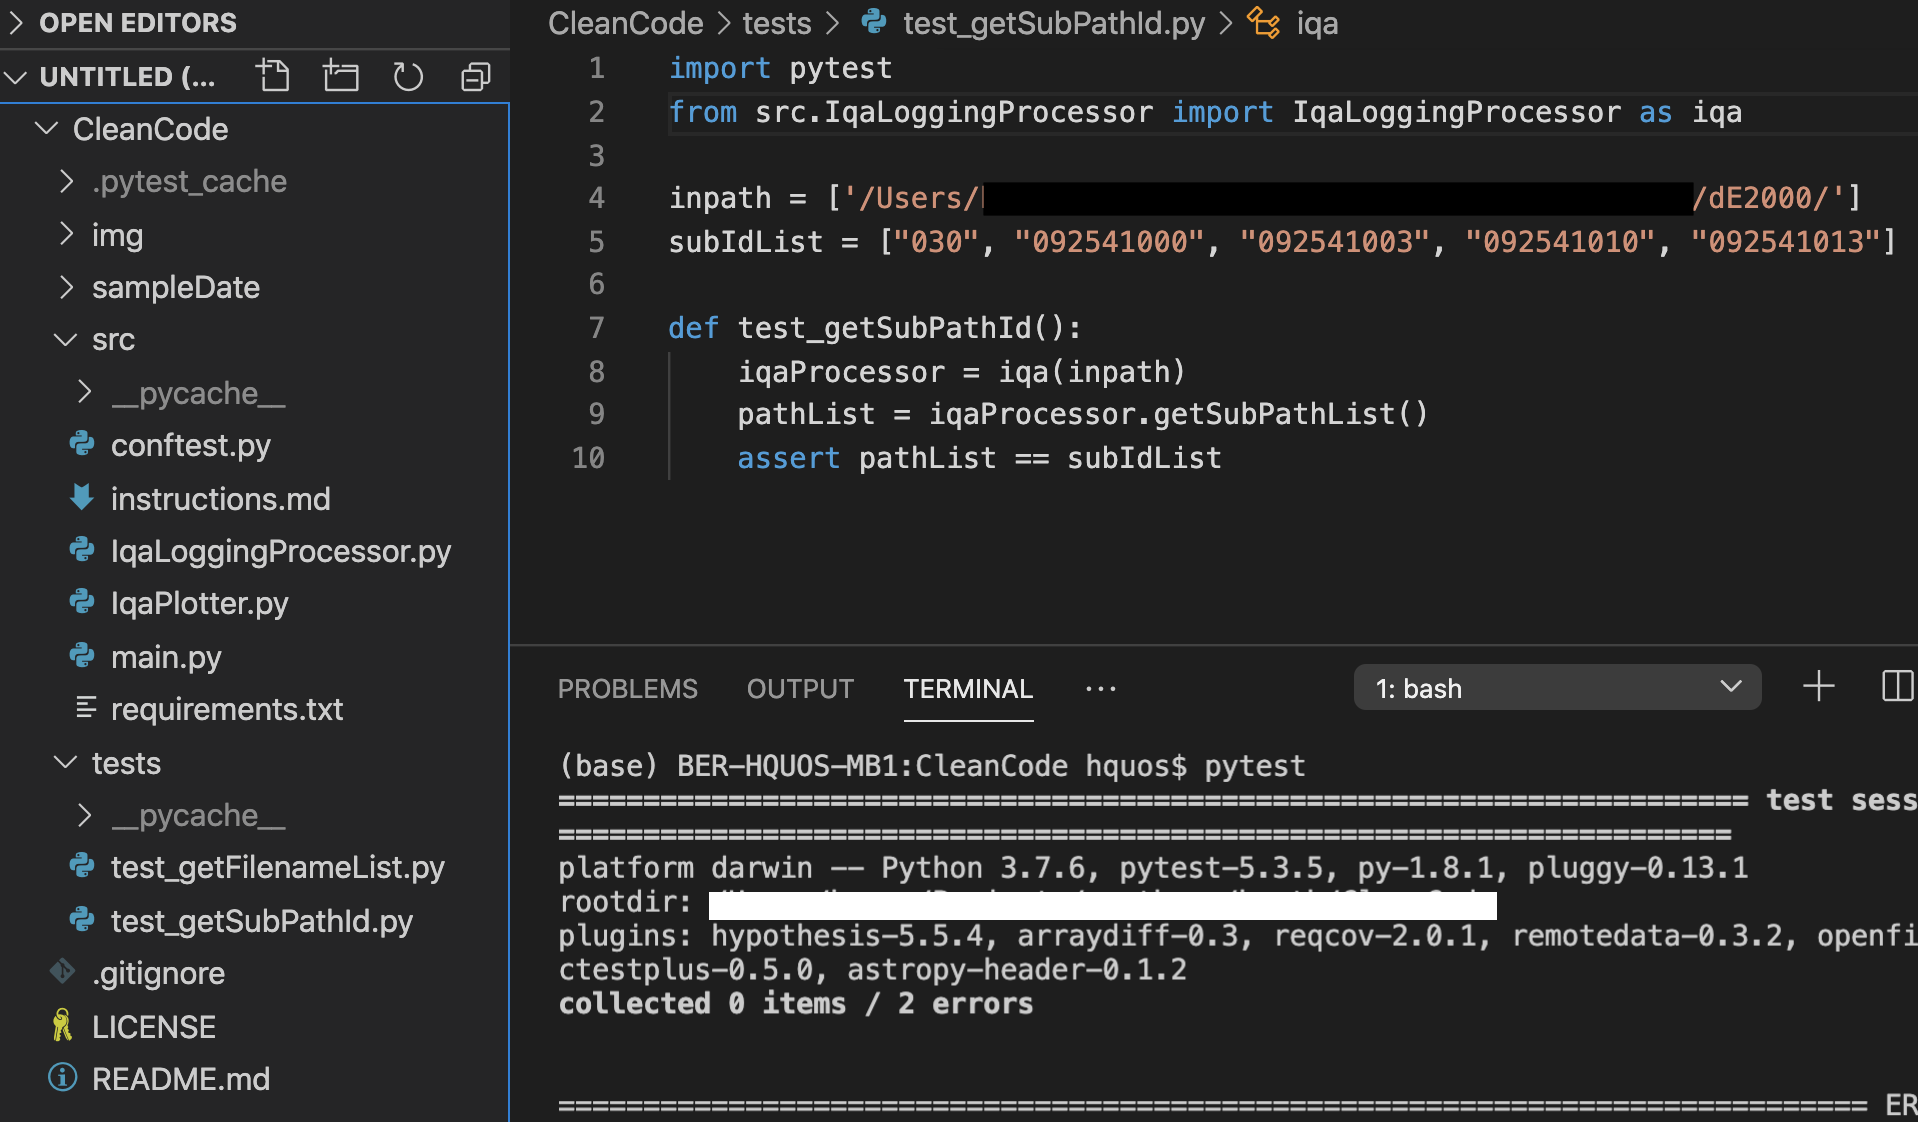 OPEN EDITORS
UNTITLED (...
CleanCode
.pytest_cache
img
sampleDate
src
__pycache__
conftest.py
instructions.md
IqaLoggingProcessor.py
IqaPlotter.py
main.py
requirements.txt
tests
__pycache__
test_getFilenameList.py
test_getSubPathId.py
.gitignore
LICENSE
README.md
CleanCode > tests > test_getSubPathId.py > iqa
1 import pytest
2 from src.IqaLoggingProcessor import IqaLoggingProcessor as iqa
3
4 inpath = ['/Users/ /dE2000/']
5 subIdList = ["030", "092541000", "092541003", "092541010", "092541013"]
6
7 def test_getSubPathId():
8 iqaProcessor = iqa(inpath)
9 pathList = iqaProcessor.getSubPathList()
10 assert pathList == subIdList
PROBLEMS OUTPUT TERMINAL ··· 1: bash
(base) BER-HQUOS-MB1:CleanCode hquos$ pytest
====================================================================== test sess
=====================================================================
platform darwin -- Python 3.7.6, pytest-5.3.5, py-1.8.1, pluggy-0.13.1
rootdir:
plugins: hypothesis-5.5.4, arraydiff-0.3, reqcov-2.0.1, remotedata-0.3.2, openfi
ctestplus-0.5.0, astropy-header-0.1.2
collected 0 items / 2 errors
============================================================================= ER